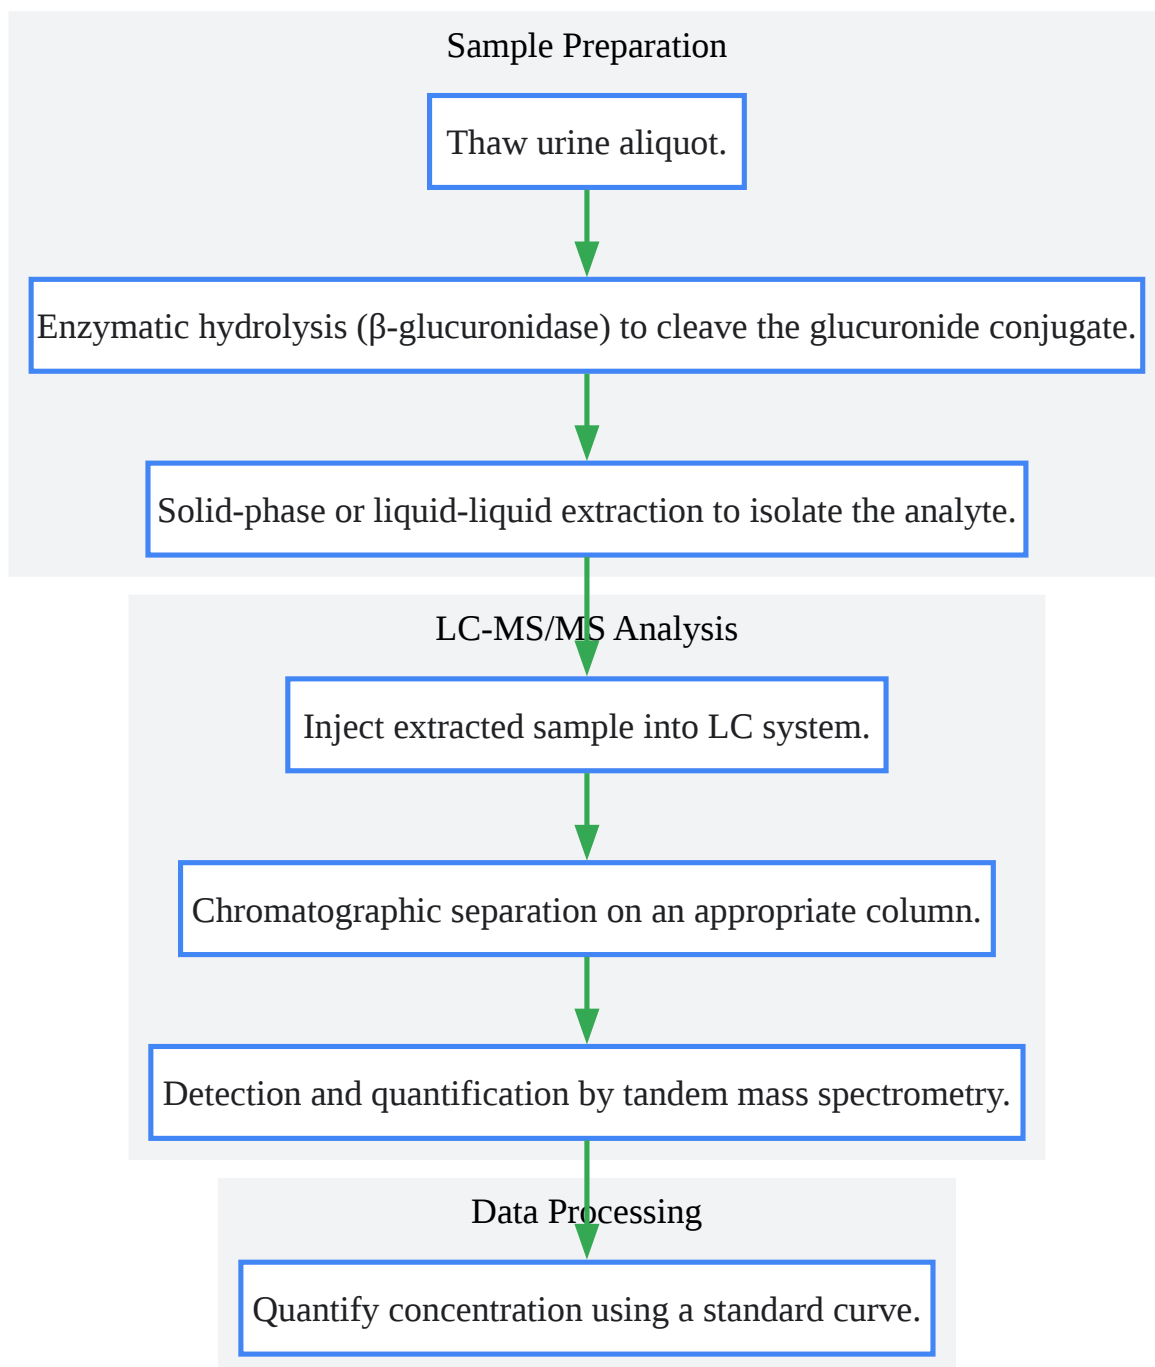 Sample Preparation
Thaw urine aliquot.
Enzymatic hydrolysis (β-glucuronidase) to cleave the glucuronide conjugate.
Solid-phase or liquid-liquid extraction to isolate the analyte.
LC-MS/MS Analysis
Inject extracted sample into LC system.
Chromatographic separation on an appropriate column.
Detection and quantification by tandem mass spectrometry.
Data Processing
Quantify concentration using a standard curve.